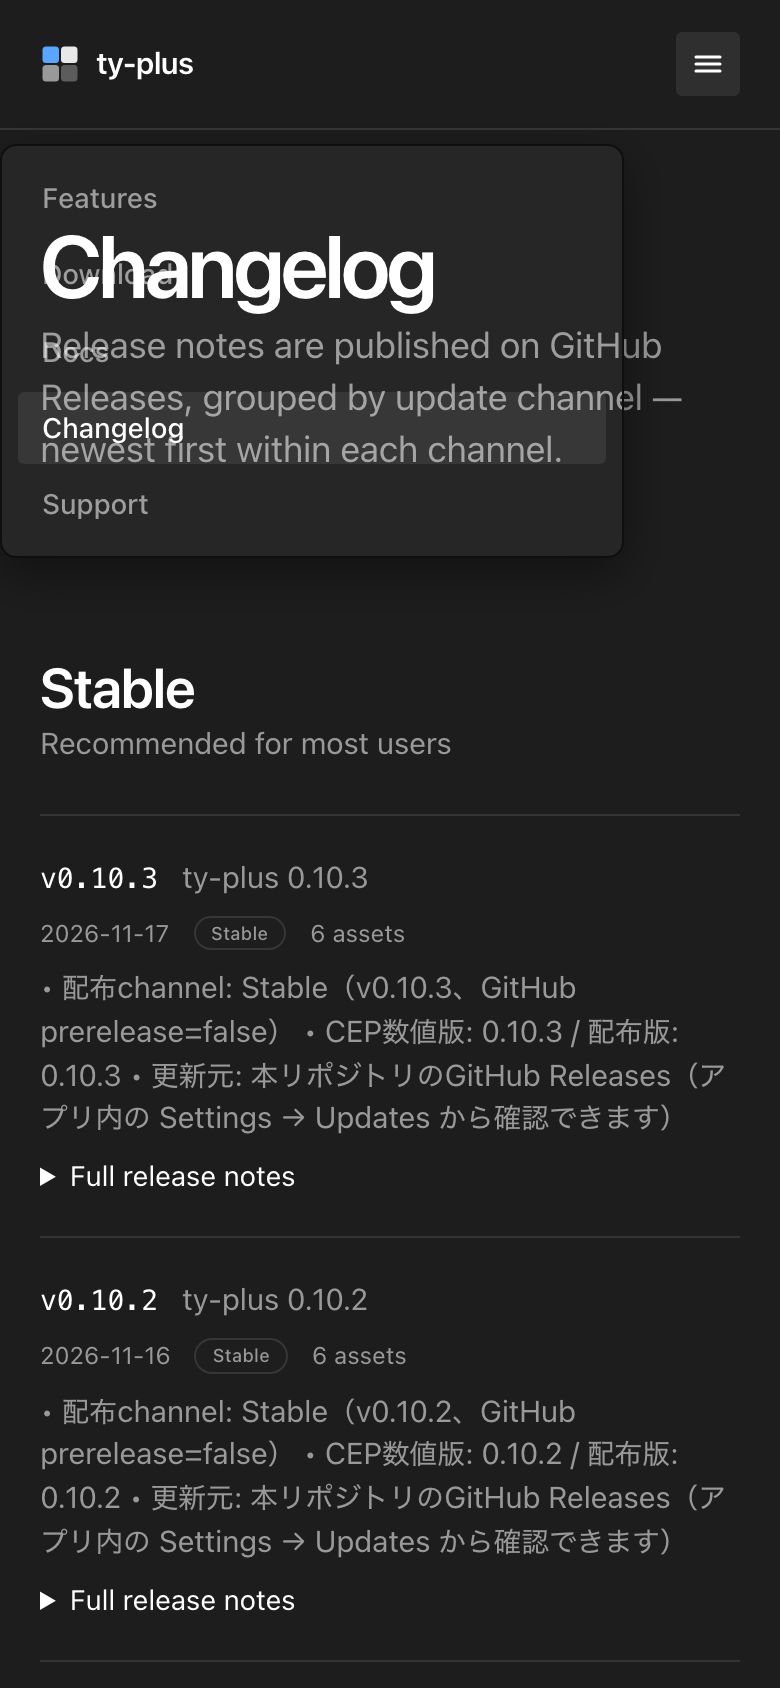 ty-plus
Features
Changelog
Download
Release notes are published on GitHub
Docs
Releases, grouped by update channel —
Changelog
newest first within each channel.
Support
Stable
Recommended for most users
v0.10.3 ty-plus 0.10.3
2026-11-17 Stable 6 assets
• 配布channel: Stable（v0.10.3、GitHub
prerelease=false） • CEP数値版: 0.10.3 / 配布版:
0.10.3 • 更新元: 本リポジトリのGitHub Releases（ア
プリ内の Settings → Updates から確認できます）
▶ Full release notes
v0.10.2 ty-plus 0.10.2
2026-11-16 Stable 6 assets
• 配布channel: Stable（v0.10.2、GitHub
prerelease=false） • CEP数値版: 0.10.2 / 配布版:
0.10.2 • 更新元: 本リポジトリのGitHub Releases（ア
プリ内の Settings → Updates から確認できます）
▶ Full release notes